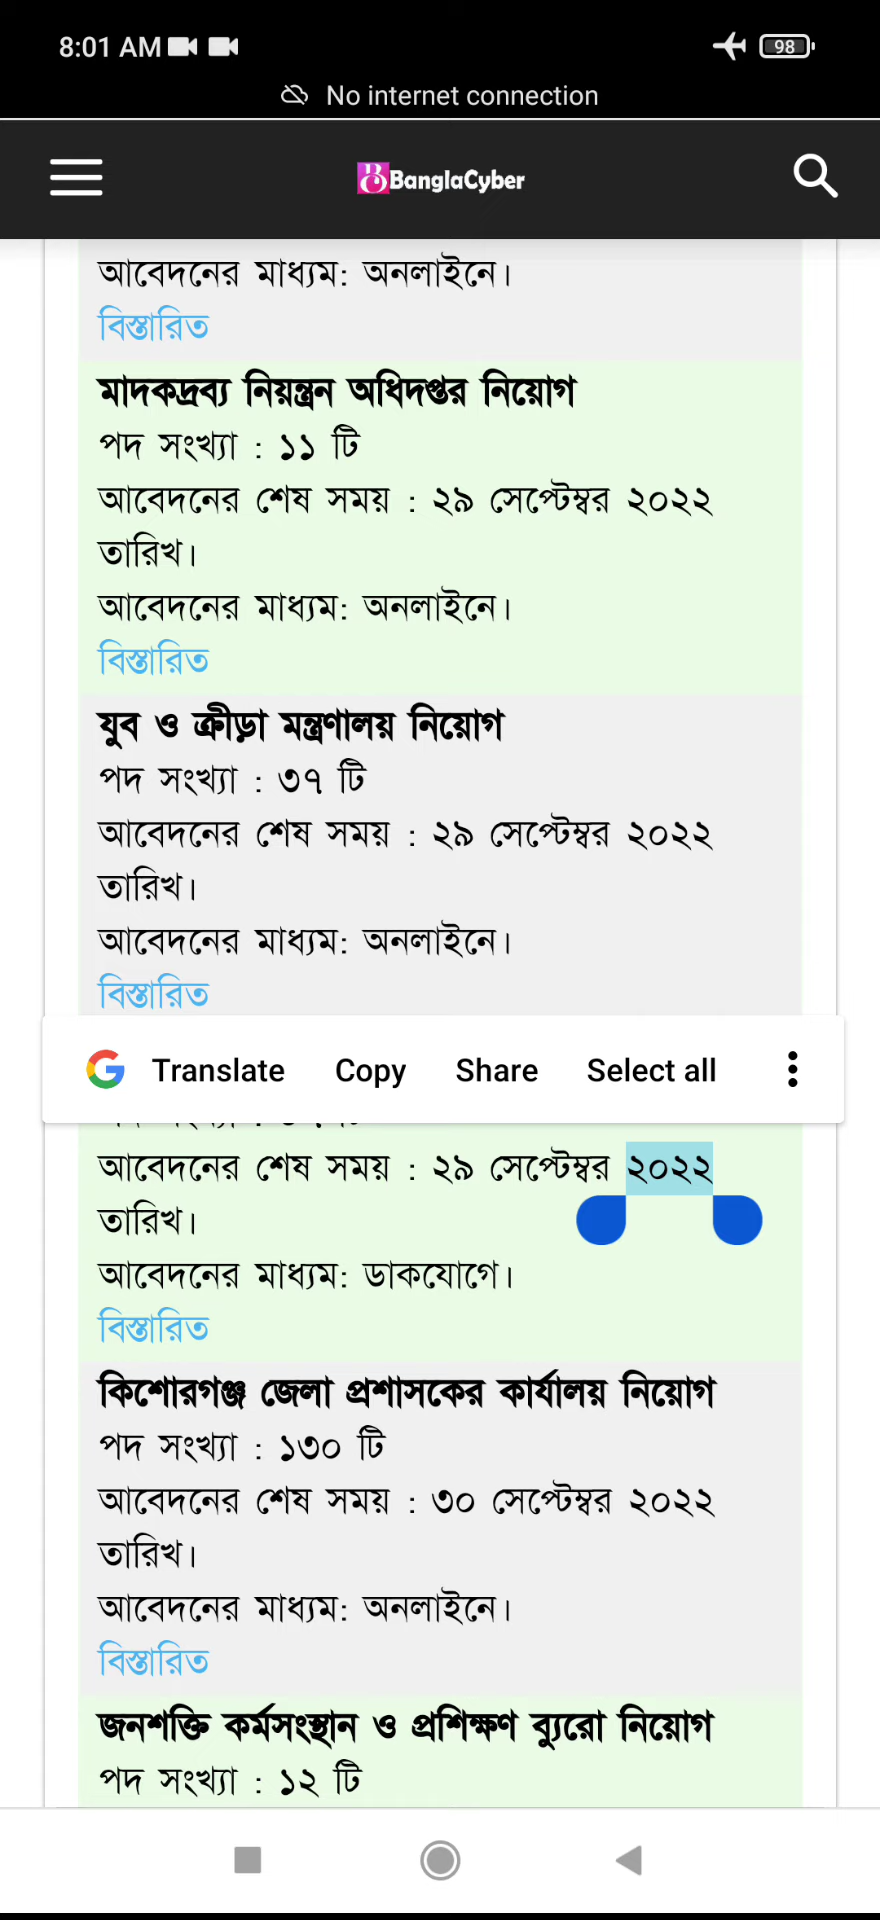 8:01 AM
98
No internet connection
BanglaCyber
আবেদনের মাধ্যম: অনলাইনে।
বিস্তারিত
মাদকদ্রব্য নিয়ন্ত্রন অধিদপ্তর নিয়োগ
পদ সংখ্যা : ১১ টি
আবেদনের শেষ সময় : ২৯ সেপ্টেম্বর ২০২২
তারিখ।
আবেদনের মাধ্যম: অনলাইনে।
বিস্তারিত
যুব ও ক্রীড়া মন্ত্রণালয় নিয়োগ
পদ সংখ্যা : ৩৭ টি
আবেদনের শেষ সময় : ২৯ সেপ্টেম্বর ২০২২
তারিখ।
আবেদনের মাধ্যম: অনলাইনে।
বিস্তারিত
Translate Copy Share Select all
আবেদনের শেষ সময় : ২৯ সেপ্টেম্বর ২০২২
তারিখ।
আবেদনের মাধ্যম: ডাকযোগে।
বিস্তারিত
কিশোরগঞ্জ জেলা প্রশাসকের কার্যালয় নিয়োগ
পদ সংখ্যা : ১৩০ টি
আবেদনের শেষ সময় : ৩০ সেপ্টেম্বর ২০২২
তারিখ।
আবেদনের মাধ্যম: অনলাইনে।
বিস্তারিত
জনশক্তি কর্মসংস্থান ও প্রশিক্ষণ ব্যুরো নিয়োগ
পদ সংখ্যা : ১২ টি